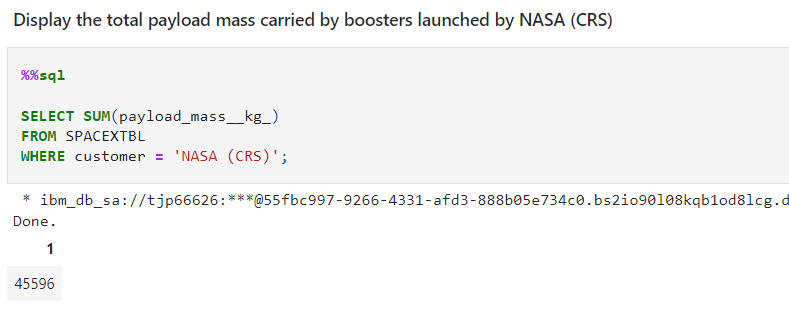 Display the total payload mass carried by boosters launched by NASA (CRS)
%%sql
SELECT SUM(payload_mass__kg_)
FROM SPACEXTBL
WHERE customer = 'NASA (CRS)';
* ibm_db_sa://tjp66626:***@55fbc997-9266-4331-afd3-888b05e734c0.bs2io90l08kqb1od8lcg.d
Done.
1
45596